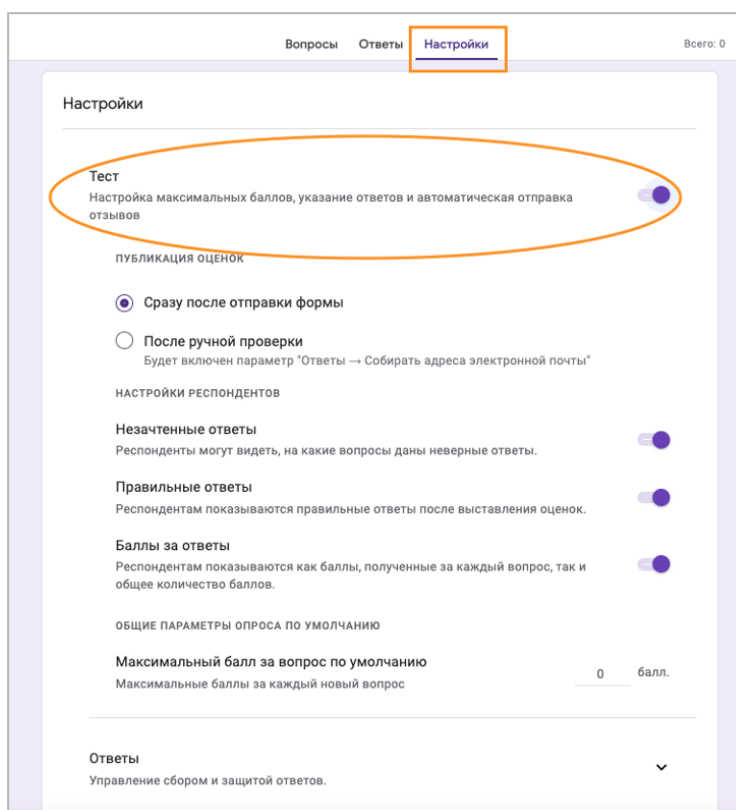 Вопросы Ответы Настройки Всего: 0
Настройки
Тест
Настройка максимальных баллов, указание ответов и автоматическая отправка
отзывов
ПУБЛИКАЦИЯ ОЦЕНОК
Сразу после отправки формы
После ручной проверки
Будет включен параметр "Ответы → Собирать адреса электронной почты"
НАСТРОЙКИ РЕСПОНДЕНТОВ
Незачтенные ответы
Респонденты могут видеть, на какие вопросы даны неверные ответы.
Правильные ответы
Респондентам показываются правильные ответы после выставления оценок.
Баллы за ответы
Респондентам показываются как баллы, полученные за каждый вопрос, так и
общее количество баллов.
ОБЩИЕ ПАРАМЕТРЫ ОПРОСА ПО УМОЛЧАНИЮ
Максимальный балл за вопрос по умолчанию
Максимальные баллы за каждый новый вопрос
0 балл.
Ответы
Управление сбором и защитой ответов.